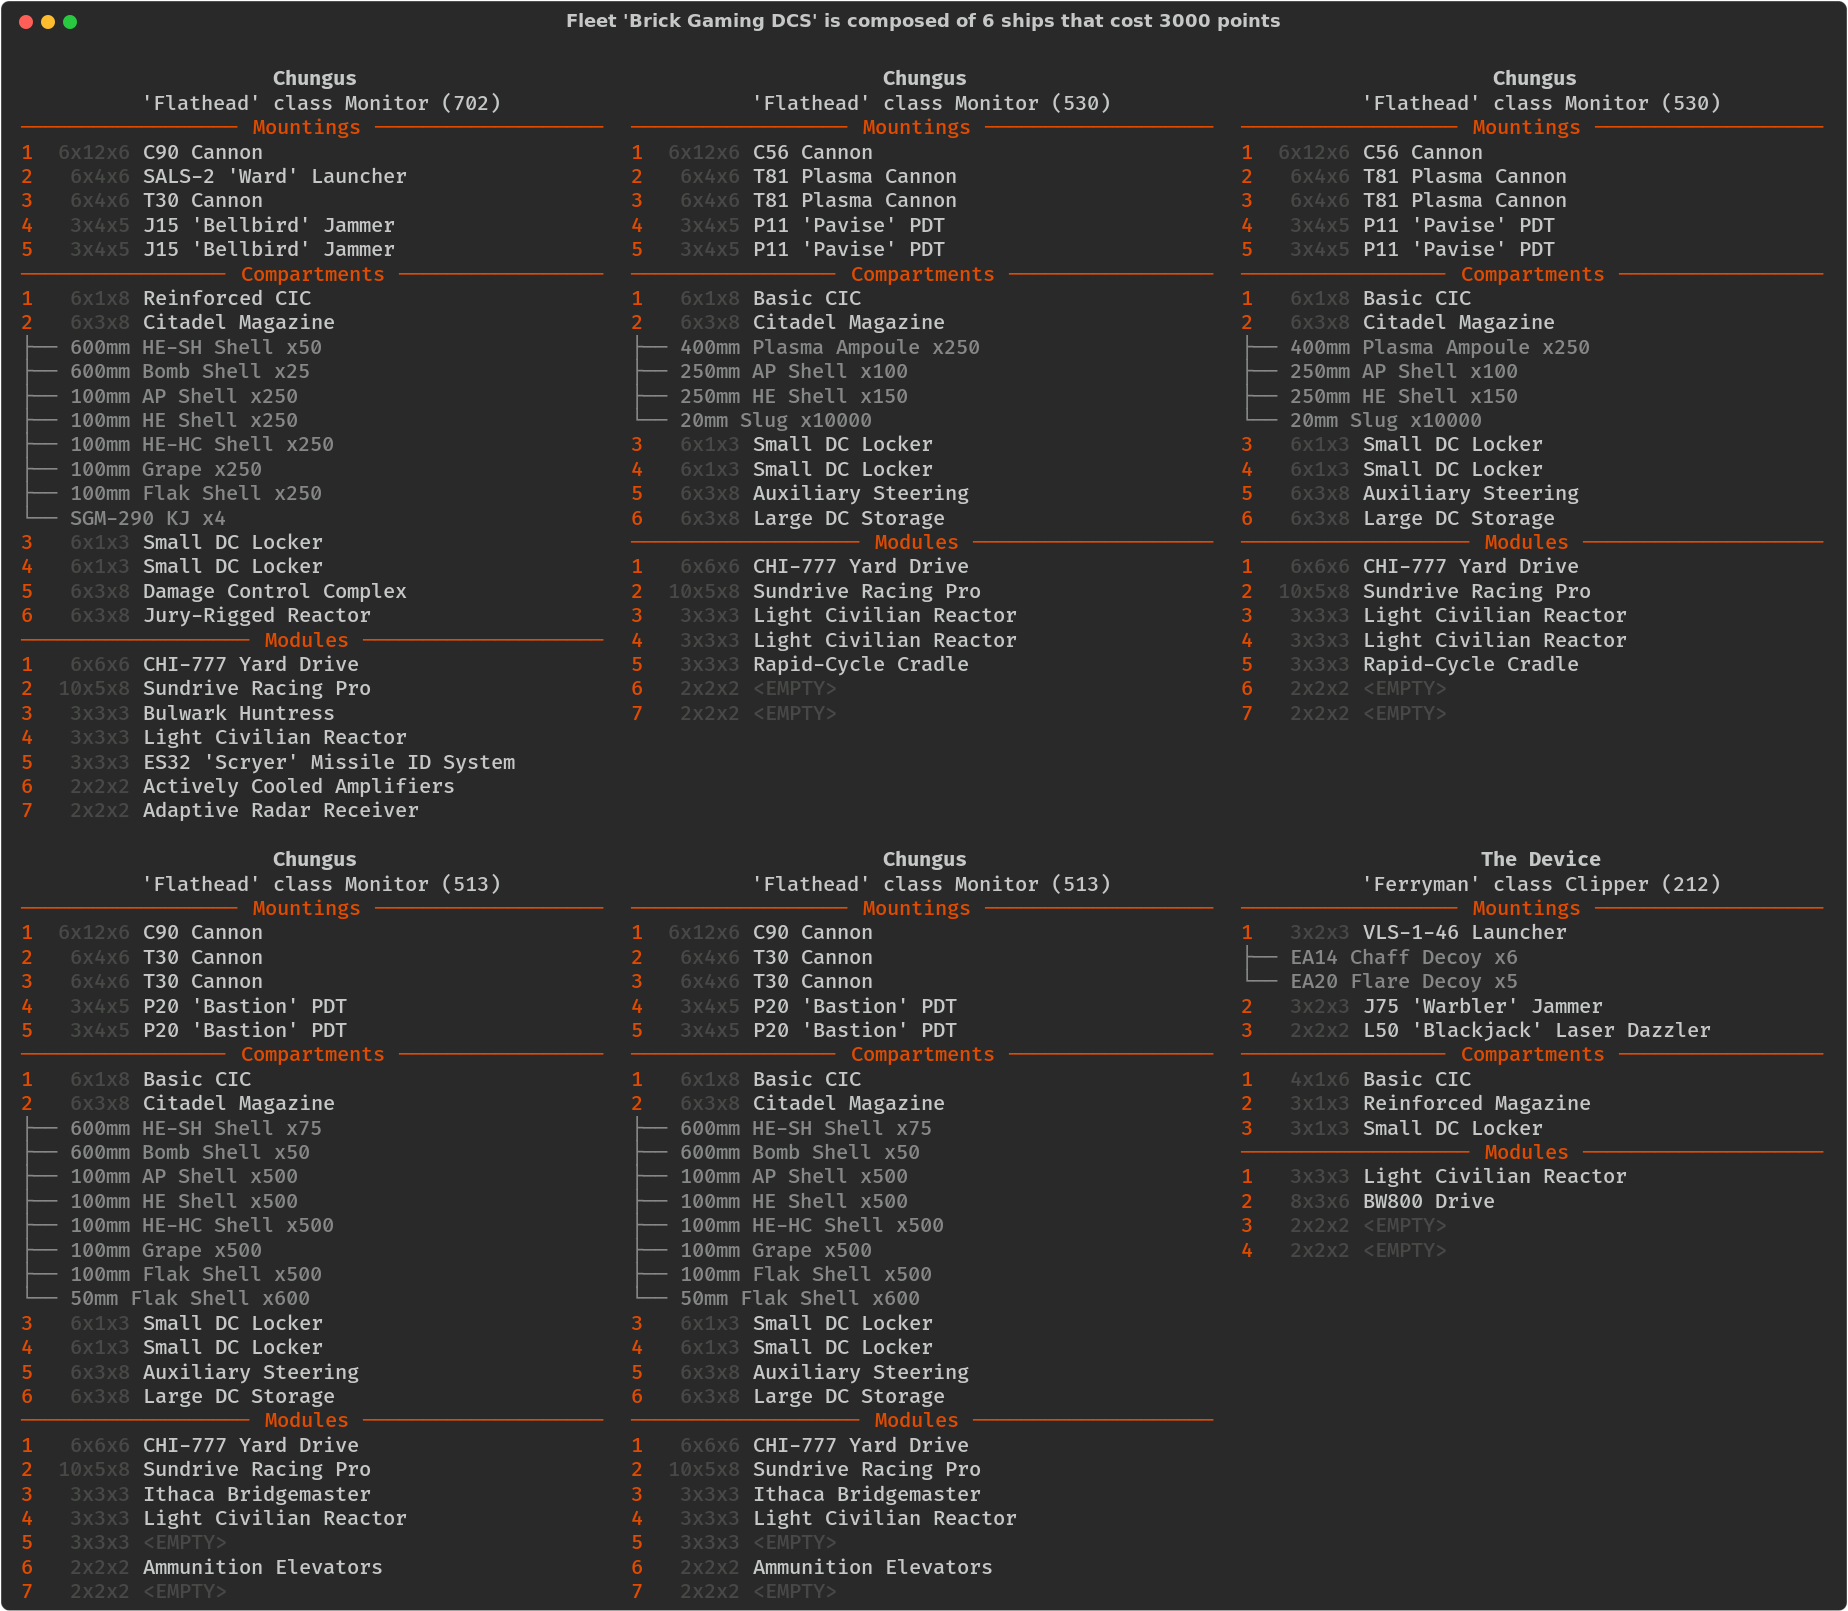 Fleet 'Brick Gaming DCS' is composed of 6 ships that cost 3000 points
Chungus
'Flathead' class Monitor (702)
Mountings
1 6x12x6 C90 Cannon
2 6x4x6 SALS-2 'Ward' Launcher
3 6x4x6 T30 Cannon
4 3x4x5 J15 'Bellbird' Jammer
5 3x4x5 J15 'Bellbird' Jammer
Compartments
1 6x1x8 Reinforced CIC
2 6x3x8 Citadel Magazine
600mm HE-SH Shell x50
600mm Bomb Shell x25
100mm AP Shell x250
100mm HE Shell x250
100mm HE-HC Shell x250
100mm Grape x250
100mm Flak Shell x250
SGM-290 KJ x4
3 6x1x3 Small DC Locker
4 6x1x3 Small DC Locker
5 6x3x8 Damage Control Complex
6 6x3x8 Jury-Rigged Reactor
Modules
1 6x6x6 CHI-777 Yard Drive
2 10x5x8 Sundrive Racing Pro
3 3x3x3 Bulwark Huntress
4 3x3x3 Light Civilian Reactor
5 3x3x3 ES32 'Scryer' Missile ID System
6 2x2x2 Actively Cooled Amplifiers
7 2x2x2 Adaptive Radar Receiver
Chungus
'Flathead' class Monitor (530)
Mountings
1 6x12x6 C56 Cannon
2 6x4x6 T81 Plasma Cannon
3 6x4x6 T81 Plasma Cannon
4 3x4x5 P11 'Pavise' PDT
5 3x4x5 P11 'Pavise' PDT
Compartments
1 6x1x8 Basic CIC
2 6x3x8 Citadel Magazine
400mm Plasma Ampoule x250
250mm AP Shell x100
250mm HE Shell x150
20mm Slug x10000
3 6x1x3 Small DC Locker
4 6x1x3 Small DC Locker
5 6x3x8 Auxiliary Steering
6 6x3x8 Large DC Storage
Modules
1 6x6x6 CHI-777 Yard Drive
2 10x5x8 Sundrive Racing Pro
3 3x3x3 Light Civilian Reactor
4 3x3x3 Light Civilian Reactor
5 3x3x3 Rapid-Cycle Cradle
6 2x2x2 <EMPTY>
7 2x2x2 <EMPTY>
Chungus
'Flathead' class Monitor (530)
Mountings
1 6x12x6 C56 Cannon
2 6x4x6 T81 Plasma Cannon
3 6x4x6 T81 Plasma Cannon
4 3x4x5 P11 'Pavise' PDT
5 3x4x5 P11 'Pavise' PDT
Compartments
1 6x1x8 Basic CIC
2 6x3x8 Citadel Magazine
400mm Plasma Ampoule x250
250mm AP Shell x100
250mm HE Shell x150
20mm Slug x10000
3 6x1x3 Small DC Locker
4 6x1x3 Small DC Locker
5 6x3x8 Auxiliary Steering
6 6x3x8 Large DC Storage
Modules
1 6x6x6 CHI-777 Yard Drive
2 10x5x8 Sundrive Racing Pro
3 3x3x3 Light Civilian Reactor
4 3x3x3 Light Civilian Reactor
5 3x3x3 Rapid-Cycle Cradle
6 2x2x2 <EMPTY>
7 2x2x2 <EMPTY>
Chungus
'Flathead' class Monitor (513)
Mountings
1 6x12x6 C90 Cannon
2 6x4x6 T30 Cannon
3 6x4x6 T30 Cannon
4 3x4x5 P20 'Bastion' PDT
5 3x4x5 P20 'Bastion' PDT
Compartments
1 6x1x8 Basic CIC
2 6x3x8 Citadel Magazine
600mm HE-SH Shell x75
600mm Bomb Shell x50
100mm AP Shell x500
100mm HE Shell x500
100mm HE-HC Shell x500
100mm Grape x500
100mm Flak Shell x500
50mm Flak Shell x600
3 6x1x3 Small DC Locker
4 6x1x3 Small DC Locker
5 6x3x8 Auxiliary Steering
6 6x3x8 Large DC Storage
Modules
1 6x6x6 CHI-777 Yard Drive
2 10x5x8 Sundrive Racing Pro
3 3x3x3 Ithaca Bridgemaster
4 3x3x3 Light Civilian Reactor
5 3x3x3 <EMPTY>
6 2x2x2 Ammunition Elevators
7 2x2x2 <EMPTY>
Chungus
'Flathead' class Monitor (513)
Mountings
1 6x12x6 C90 Cannon
2 6x4x6 T30 Cannon
3 6x4x6 T30 Cannon
4 3x4x5 P20 'Bastion' PDT
5 3x4x5 P20 'Bastion' PDT
Compartments
1 6x1x8 Basic CIC
2 6x3x8 Citadel Magazine
600mm HE-SH Shell x75
600mm Bomb Shell x50
100mm AP Shell x500
100mm HE Shell x500
100mm HE-HC Shell x500
100mm Grape x500
100mm Flak Shell x500
50mm Flak Shell x600
3 6x1x3 Small DC Locker
4 6x1x3 Small DC Locker
5 6x3x8 Auxiliary Steering
6 6x3x8 Large DC Storage
Modules
1 6x6x6 CHI-777 Yard Drive
2 10x5x8 Sundrive Racing Pro
3 3x3x3 Ithaca Bridgemaster
4 3x3x3 Light Civilian Reactor
5 3x3x3 <EMPTY>
6 2x2x2 Ammunition Elevators
7 2x2x2 <EMPTY>
The Device
'Ferryman' class Clipper (212)
Mountings
1 3x2x3 VLS-1-46 Launcher
EA14 Chaff Decoy x6
EA20 Flare Decoy x5
2 3x2x3 J75 'Warbler' Jammer
3 2x2x2 L50 'Blackjack' Laser Dazzler
Compartments
1 4x1x6 Basic CIC
2 3x1x3 Reinforced Magazine
3 3x1x3 Small DC Locker
Modules
1 3x3x3 Light Civilian Reactor
2 8x3x6 BW800 Drive
3 2x2x2 <EMPTY>
4 2x2x2 <EMPTY>